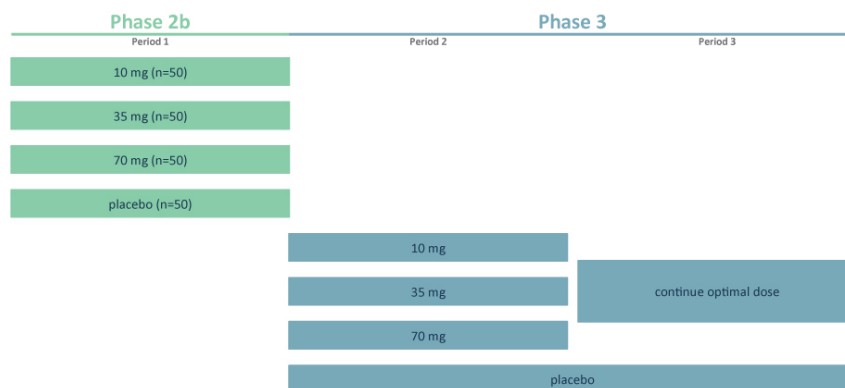 Phase 2b
Phase 3
Period 1
Period 2
Period 3
10 mg (n=50)
35 mg (n=50)
70 mg (n=50)
placebo (n=50)
10 mg
35 mg
continue optimal dose
70 mg
placebo